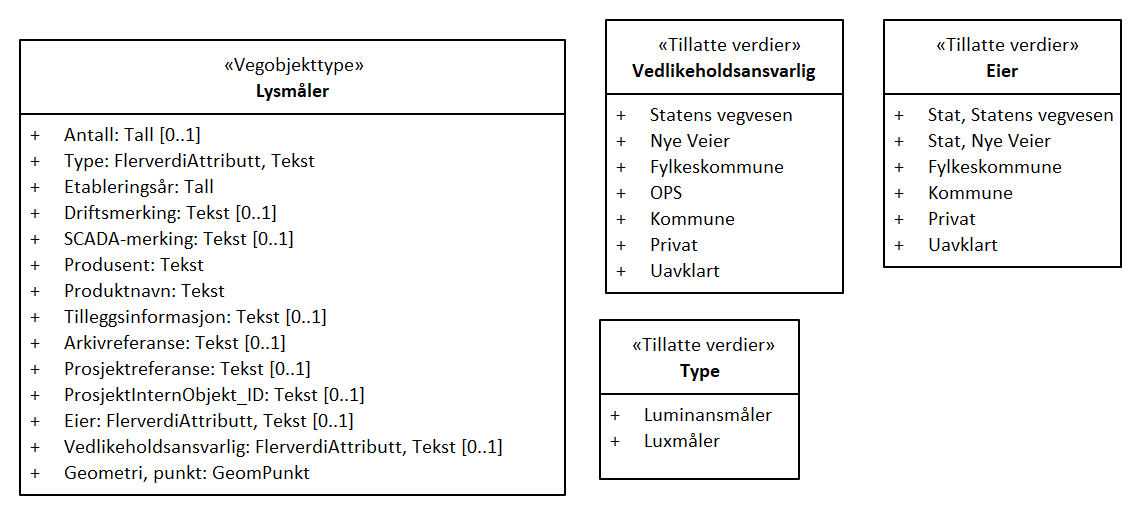 «Vegobjekttype»
Lysmåler
+ Antall: Tall [0..1]
+ Type: FlerverdiAttributt, Tekst
+ Etableringsår: Tall
+ Driftsmerking: Tekst [0..1]
+ SCADA-merking: Tekst [0..1]
+ Produsent: Tekst
+ Produktnavn: Tekst
+ Tilleggsinformasjon: Tekst [0..1]
+ Arkivreferanse: Tekst [0..1]
+ Prosjektreferanse: Tekst [0..1]
+ ProsjektInternObjekt_ID: Tekst [0..1]
+ Eier: FlerverdiAttributt, Tekst [0..1]
+ Vedlikeholdsansvarlig: FlerverdiAttributt, Tekst [0..1]
+ Geometri, punkt: GeomPunkt
«Tillatte verdier»
Vedlikeholdsansvarlig
+ Statens vegvesen
+ Nye Veier
+ Fylkeskommune
+ OPS
+ Kommune
+ Privat
+ Uavklart
«Tillatte verdier»
Eier
+ Stat, Statens vegvesen
+ Stat, Nye Veier
+ Fylkeskommune
+ Kommune
+ Privat
+ Uavklart
«Tillatte verdier»
Type
+ Luminansmåler
+ Luxmåler